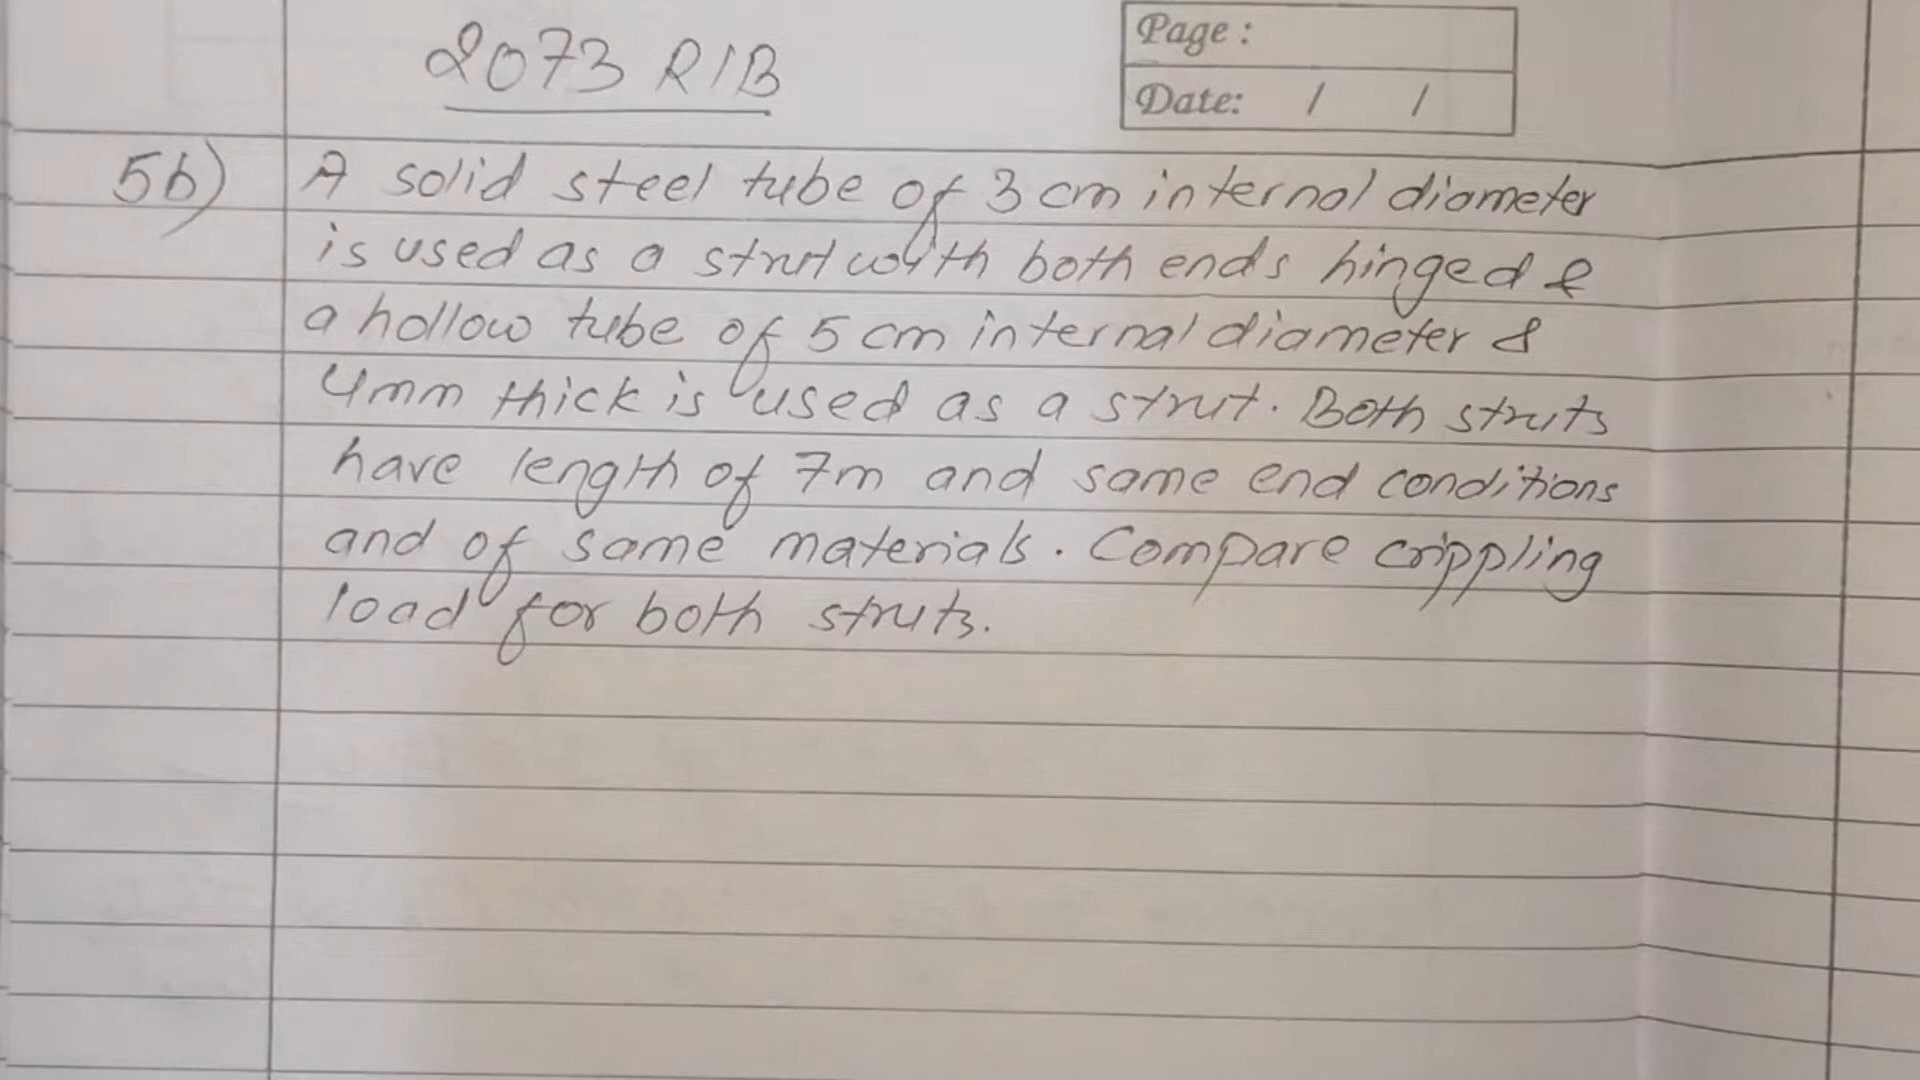 2073 R/B
Page :
Date: / /
5b) A solid steel tube of 3 cm internal diameter
is used as a strut with both ends hinged &
a hollow tube of 5 cm internal diameter &
4mm thick is used as a strut. Both struts
have length of 7m and same end conditions
and of same materials. Compare crippling
load for both struts.